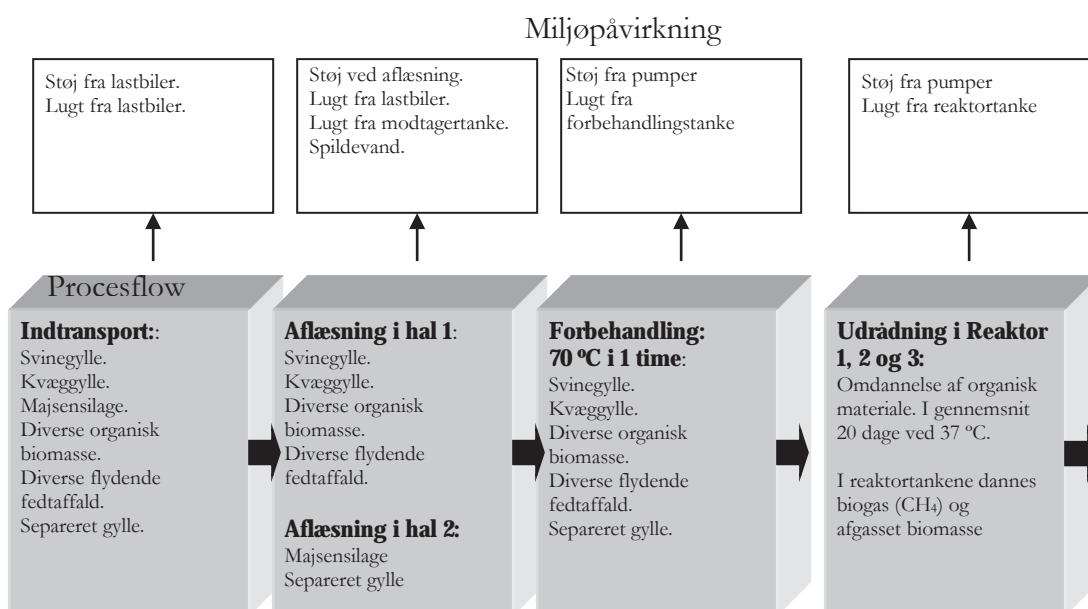 Miljøpåvirkning
Støj fra lastbiler.
Lugt fra lastbiler.
Støj ved aflæsning.
Lugt fra lastbiler.
Lugt fra modtagertanke.
Spildevand.
Støj fra pumper
Lugt fra
forbehandlingstanke
Støj fra pumper
Lugt fra reaktortanke
Procesflow
Indtransport::
Svinegylle.
Kvæggylle.
Majsensilage.
Diverse organisk
biomasse.
Diverse flydende
fedtaffald.
Separeret gylle.
Aflæsning i hal 1:
Svinegylle.
Kvæggylle.
Diverse organisk
biomasse.
Diverse flydende
fedtaffald.
Aflæsning i hal 2:
Majsensilage
Separeret gylle
Forbehandling:
70 ºC i 1 time:
Svinegylle.
Kvæggylle.
Diverse organisk
biomasse.
Diverse flydende
fedtaffald.
Separeret gylle.
Udrådning i Reaktor
1, 2 og 3:
Omdannelse af organisk
materiale. I gennemsnit
20 dage ved 37 ºC.
I reaktortankene dannes
biogas (CH₄) og
afgasset biomasse